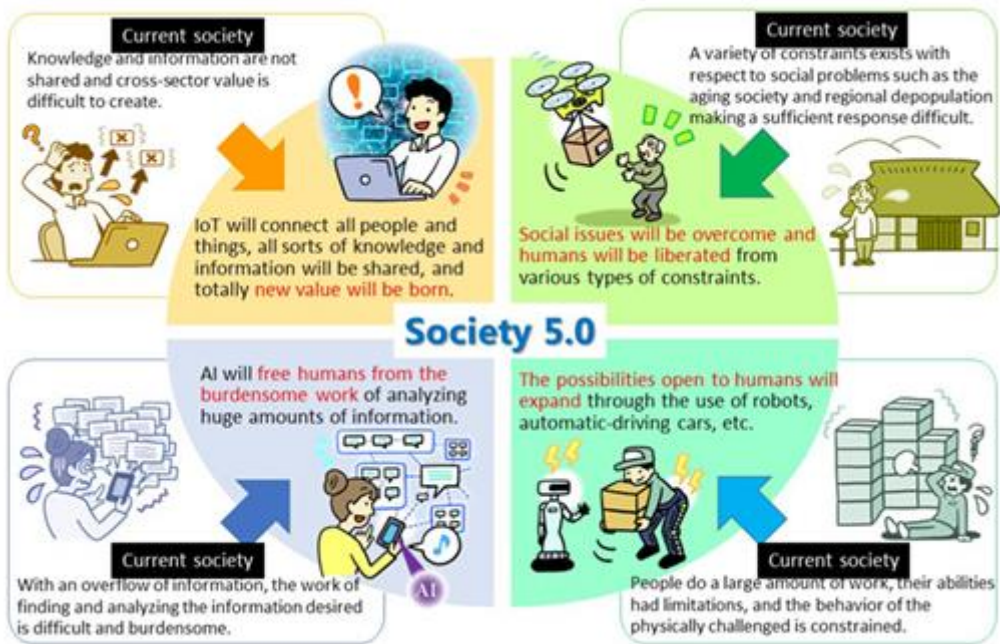 Current society
Knowledge and information are not
shared and cross-sector value is
difficult to create.
IoT will connect all people and
things, all sorts of knowledge and
information will be shared, and
totally new value will be born.
Current society
A variety of constraints exists with
respect to social problems such as the
aging society and regional depopulation
making a sufficient response difficult.
Social issues will be overcome and
humans will be liberated from
various types of constraints.
Society 5.0
AI will free humans from the
burdensome work of analyzing
huge amounts of information.
AI
Current society
With an overflow of information, the work of
finding and analyzing the information desired
is difficult and burdensome.
The possibilities open to humans will
expand through the use of robots,
automatic-driving cars, etc.
Current society
People do a large amount of work, their abilities
had limitations, and the behavior of the
physically challenged is constrained.